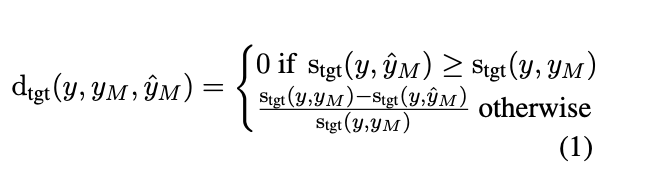 d_tgt(y, y_M, ŷ_M) = { 0 if s_tgt(y, ŷ_M) ≥ s_tgt(y, y_M)
s_tgt(y,y_M)−s_tgt(y,ŷ_M)
s_tgt(y,y_M)
otherwise
(1)